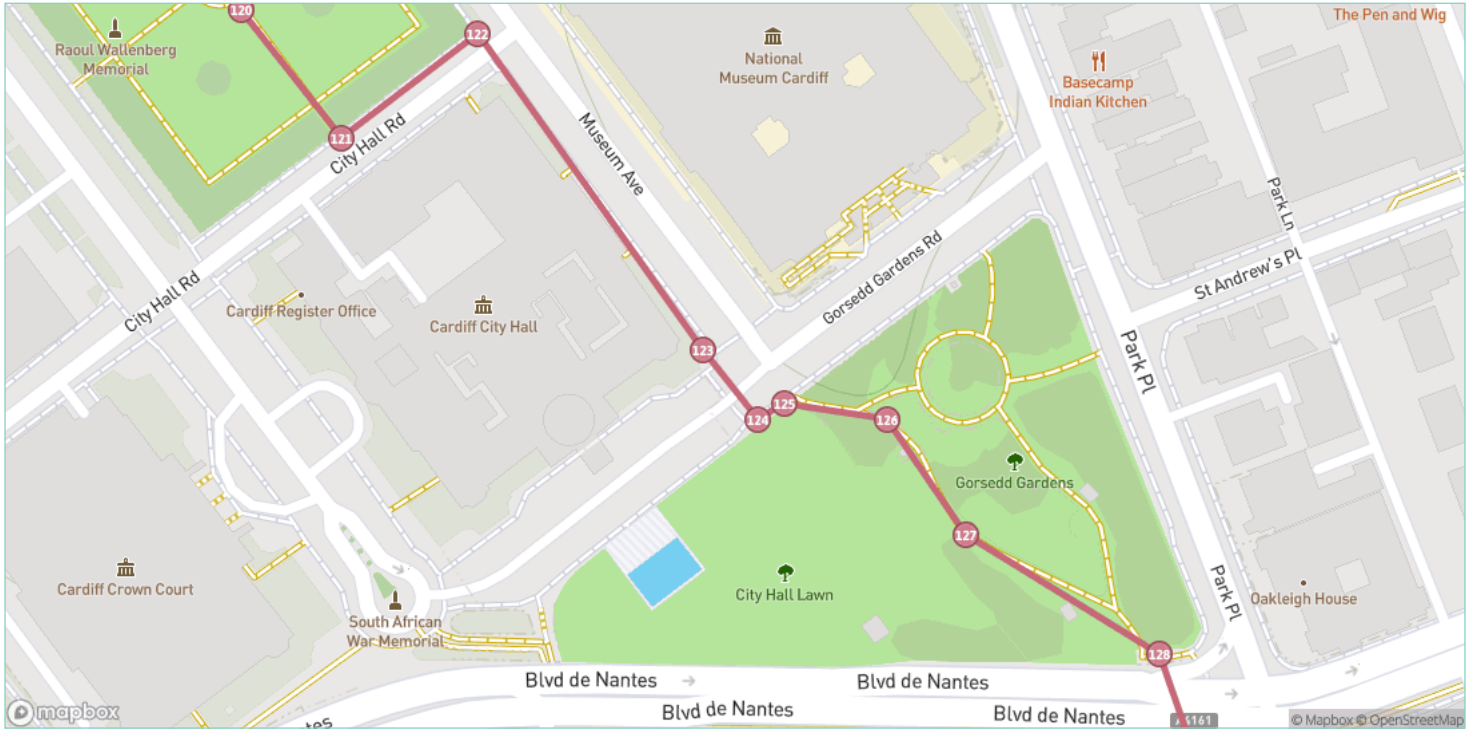 120
The Pen and Wig
122
Raoul Wallenberg
Memorial
National
Museum Cardiff
Basecamp
Indian Kitchen
121
City Hall Rd
Museum Ave
Park Ln
Gorsedd Gardens Rd
St Andrew's Pl
City Hall Rd
Cardiff Register Office
Cardiff City Hall
123
Park Pl
125
124
126
Gorsedd Gardens
127
Cardiff Crown Court
City Hall Lawn
Park Pl
Oakleigh House
South African
War Memorial
128
Blvd de Nantes
Blvd de Nantes
Blvd de Nantes
Blvd de Nantes
mapbox
© Mapbox © OpenStreetMap